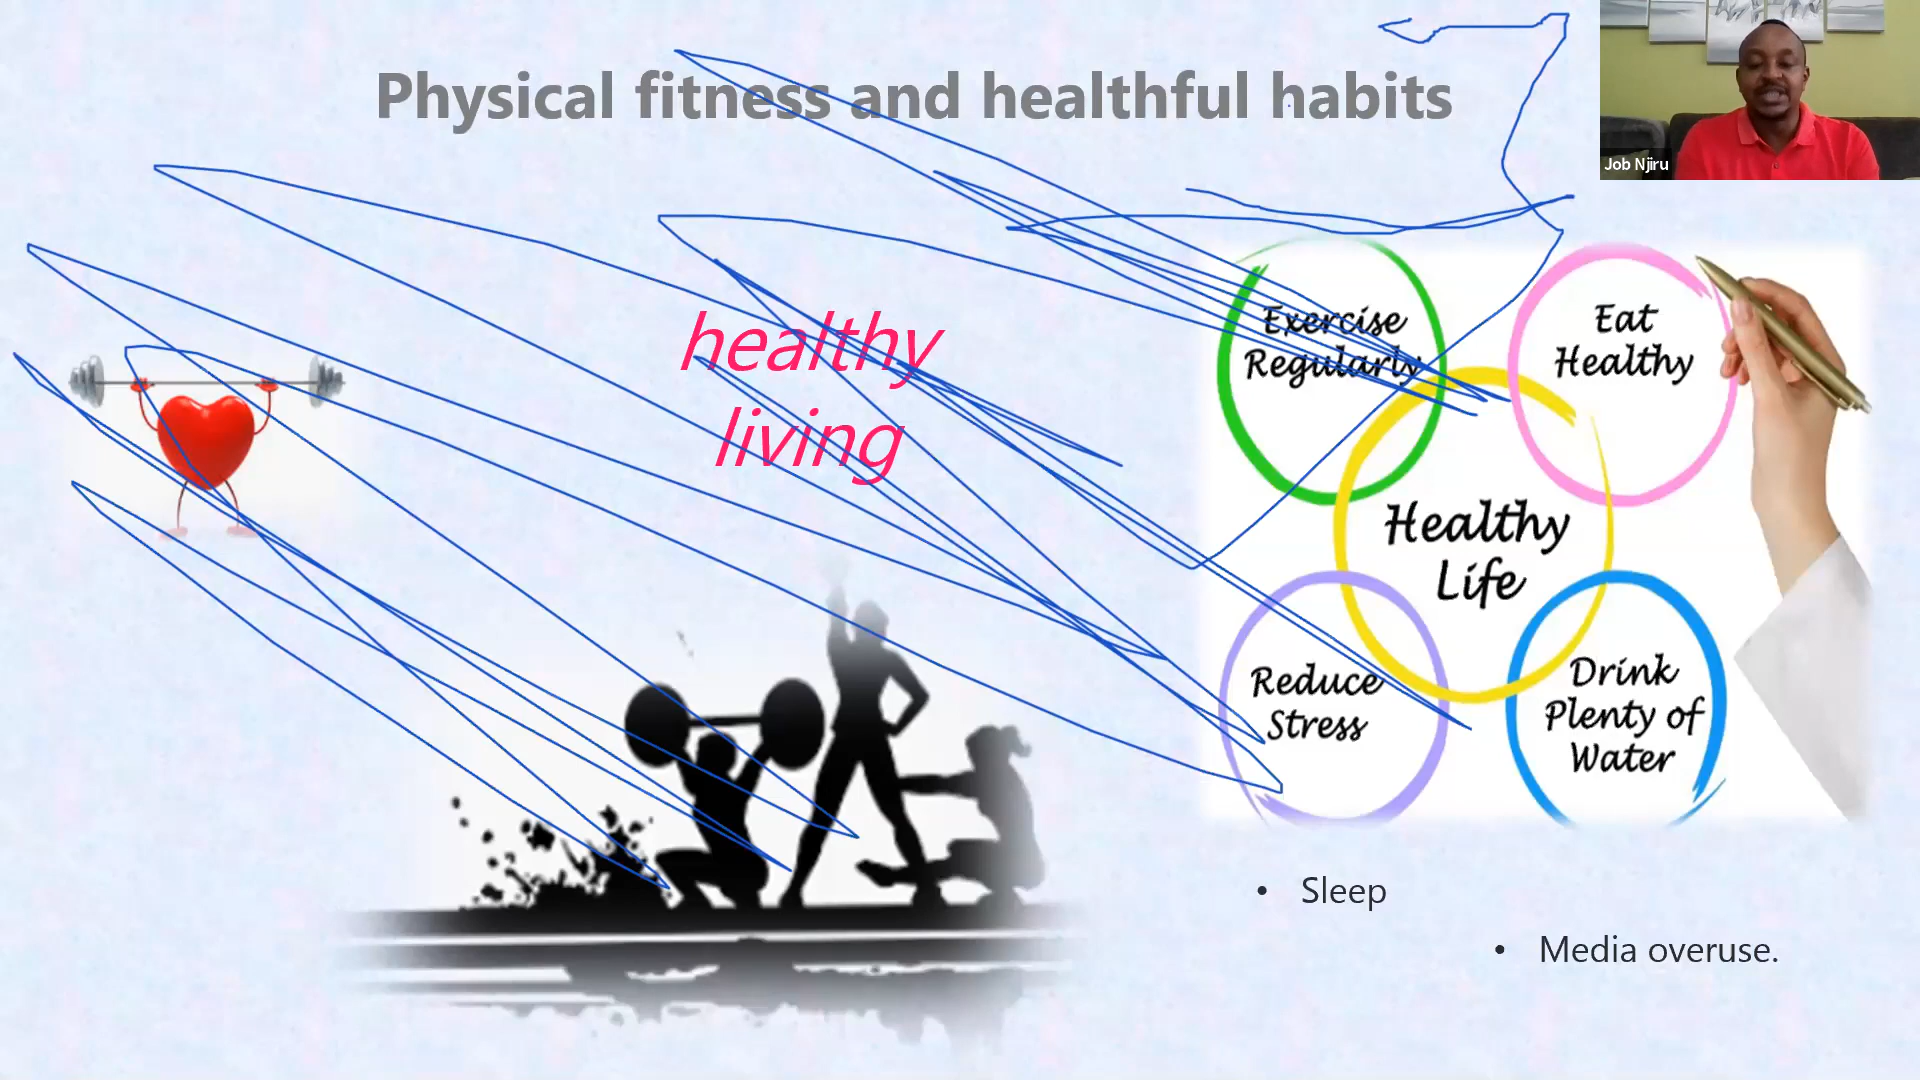 Physical fitness and healthful habits
Job Njiru
healthy
living
Exercise
Regularly
Eat
Healthy
Healthy
Life
Reduce
Stress
Drink
Plenty of
Water
• Sleep
• Media overuse.